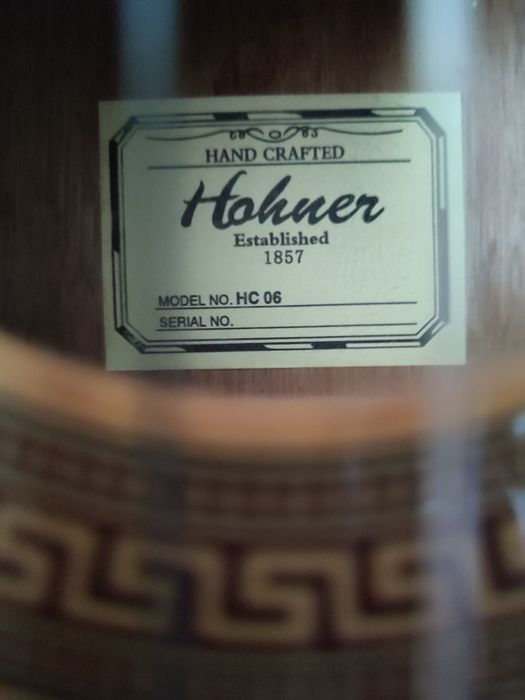 HAND CRAFTED
Hohner
Established
1857
MODEL NO. HC 06
SERIAL NO.